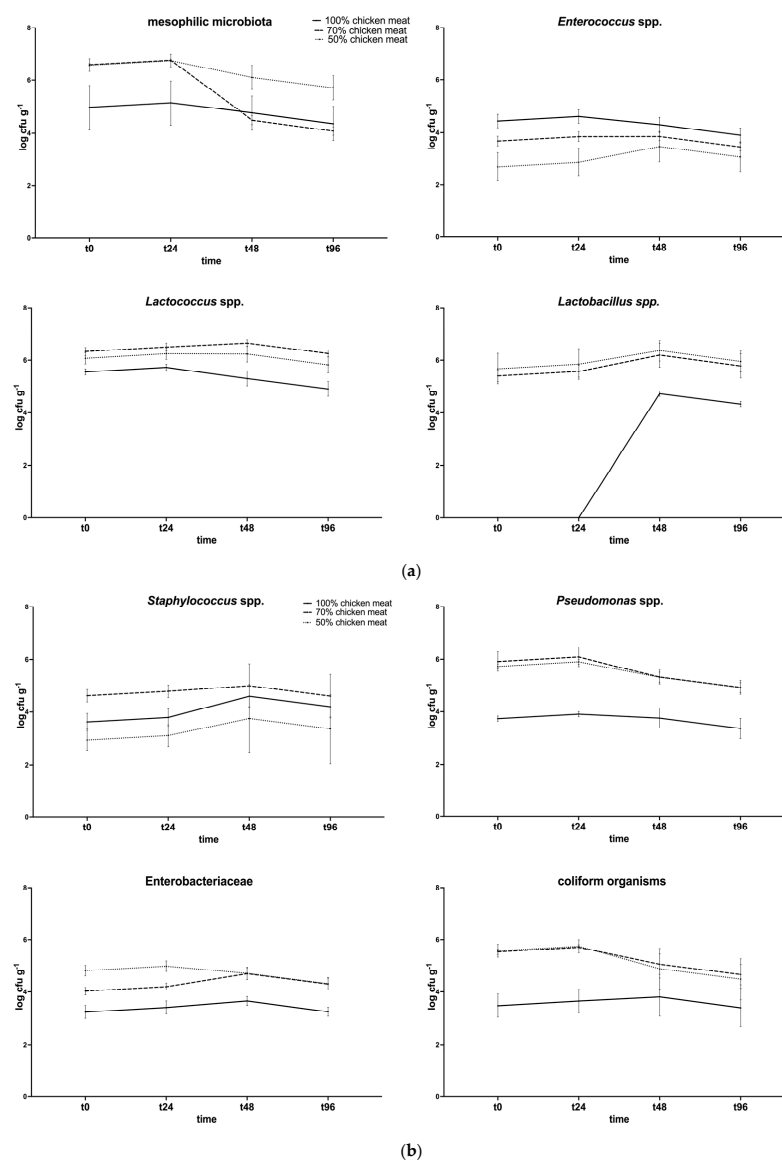 mesophilic microbiota
100% chicken meat
70% chicken meat
50% chicken meat
8
6
4
2
0
log cfu g-1
t0 t24 t48 t96
time
Enterococcus spp.
8
6
4
2
0
log cfu g-1
t0 t24 t48 t96
time
Lactococcus spp.
8
6
4
2
0
log cfu g-1
t0 t24 t48 t96
time
Lactobacillus spp.
8
6
4
2
0
log cfu g-1
t0 t24 t48 t96
time
(a)
Staphylococcus spp.
100% chicken meat
70% chicken meat
50% chicken meat
8
6
4
2
0
log cfu g-1
t0 t24 t48 t96
time
Pseudomonas spp.
8
6
4
2
0
log cfu g-1
t0 t24 t48 t96
time
Enterobacteriaceae
8
6
4
2
0
log cfu g-1
t0 t24 t48 t96
time
coliform organisms
8
6
4
2
0
log cfu g-1
t0 t24 t48 t96
time
(b)